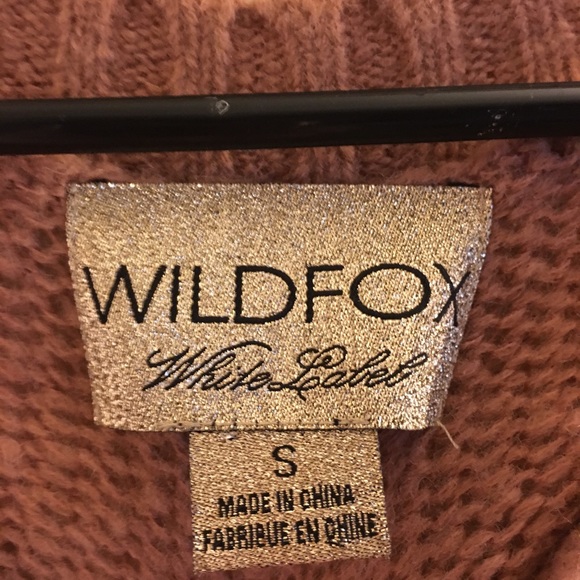 WILDFOX
White Label
S
MADE IN CHINA
FABRIQUE EN CHINE